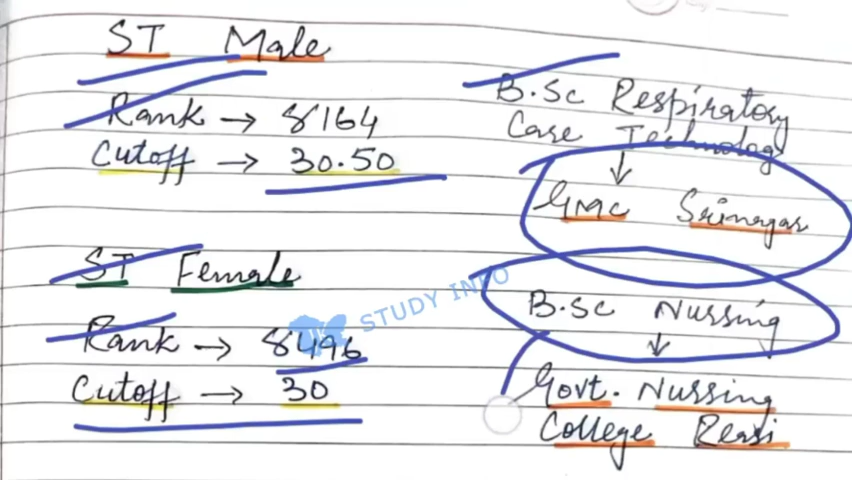 ST Male
Rank → 8164
Cutoff → 30.50
B.Sc Respiratory
Case Technology
↓
GMC Srinagar
ST Female
Rank → 8496
Cutoff → 30
B.Sc Nursing
↓
Govt. Nursing
College Reasi
STUDY INFO